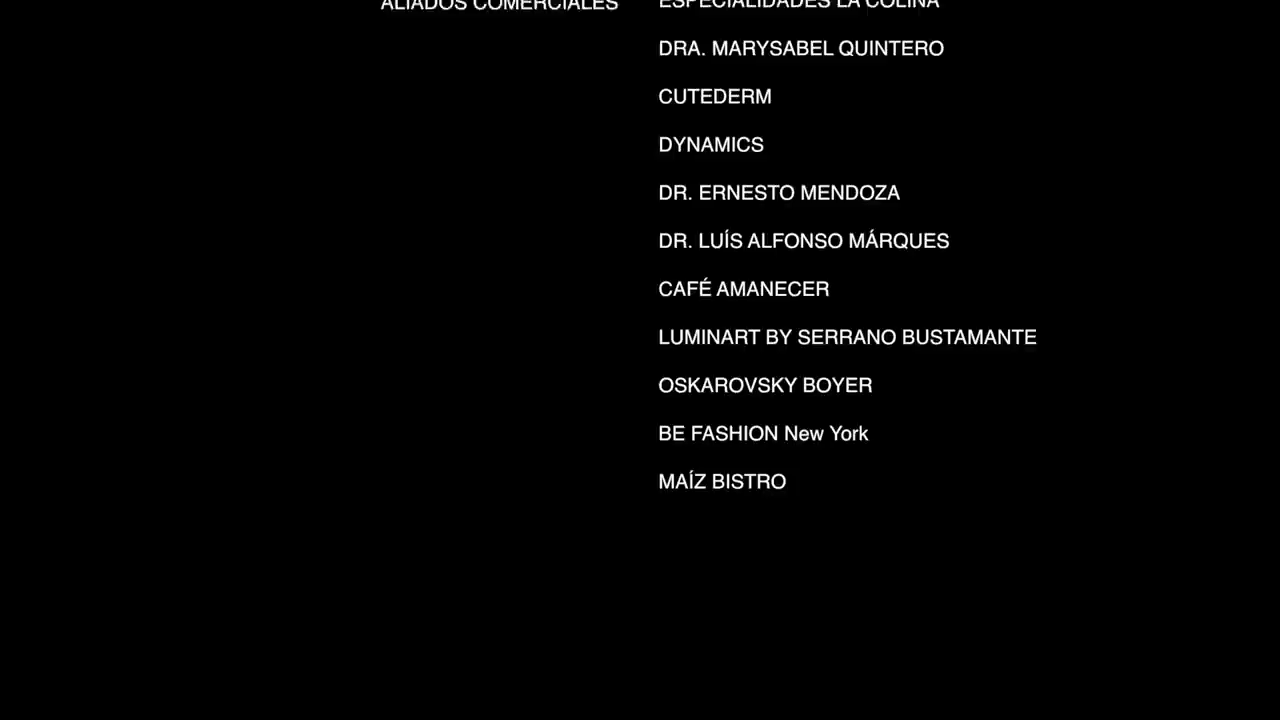 ALIADOS COMERCIALES ESPECIALIDADES LA COLINA
DRA. MARYSABEL QUINTERO
CUTEDERM
DYNAMICS
DR. ERNESTO MENDOZA
DR. LUÍS ALFONSO MÁRQUES
CAFÉ AMANECER
LUMINART BY SERRANO BUSTAMANTE
OSKAROVSKY BOYER
BE FASHION New York
MAÍZ BISTRO